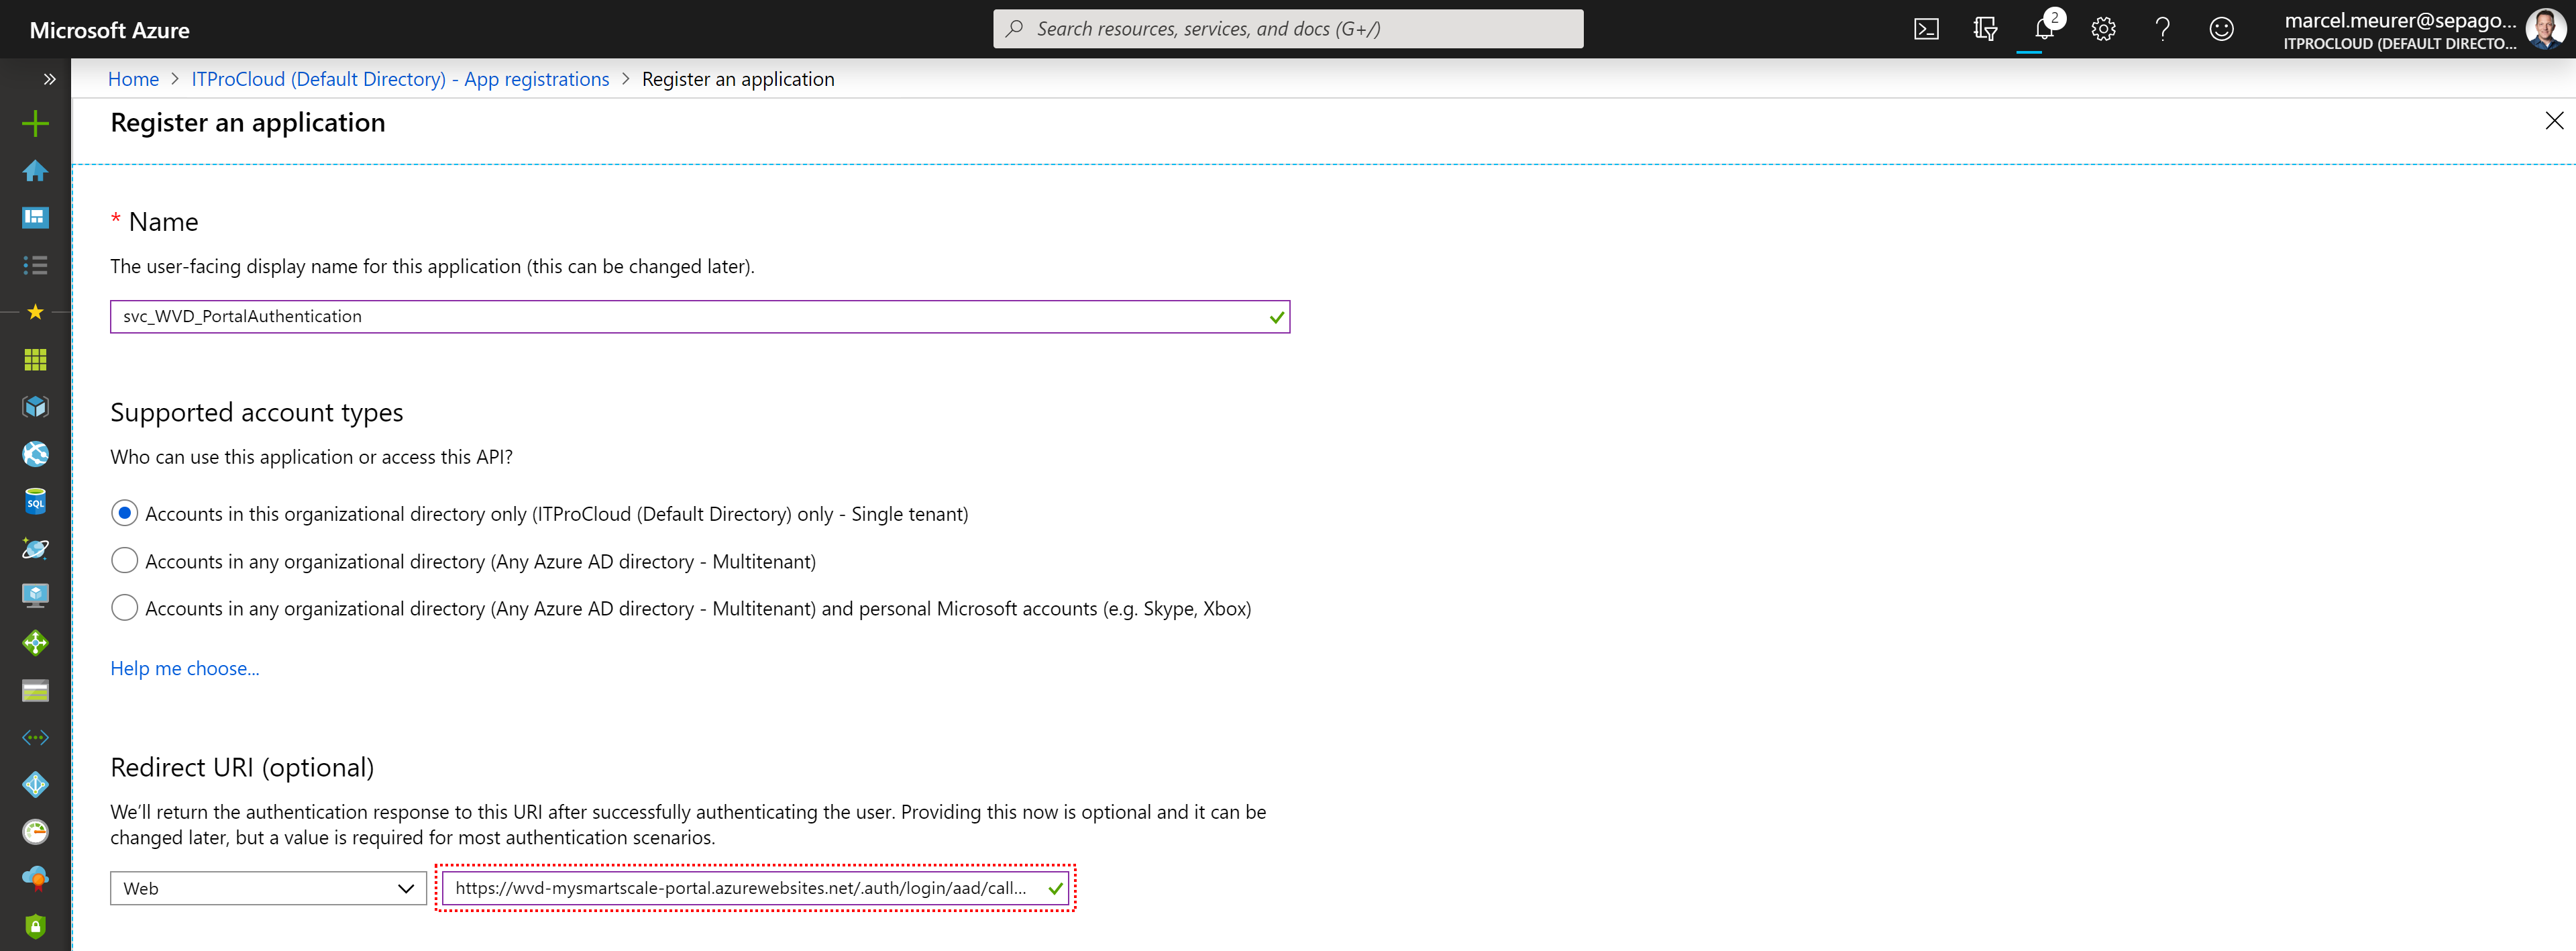 Microsoft Azure
Search resources, services, and docs (G+/)
2
marcel.meurer@sepago...
ITPROCLOUD (DEFAULT DIRECTO...
Home > ITProCloud (Default Directory) - App registrations > Register an application
Register an application
* Name
The user-facing display name for this application (this can be changed later).
svc_WVD_PortalAuthentication
Supported account types
Who can use this application or access this API?
Accounts in this organizational directory only (ITProCloud (Default Directory) only - Single tenant)
Accounts in any organizational directory (Any Azure AD directory - Multitenant)
Accounts in any organizational directory (Any Azure AD directory - Multitenant) and personal Microsoft accounts (e.g. Skype, Xbox)
Help me choose...
Redirect URI (optional)
We'll return the authentication response to this URI after successfully authenticating the user. Providing this now is optional and it can be
changed later, but a value is required for most authentication scenarios.
Web
https://wvd-mysmartscale-portal.azurewebsites.net/.auth/login/aad/call...
SQL